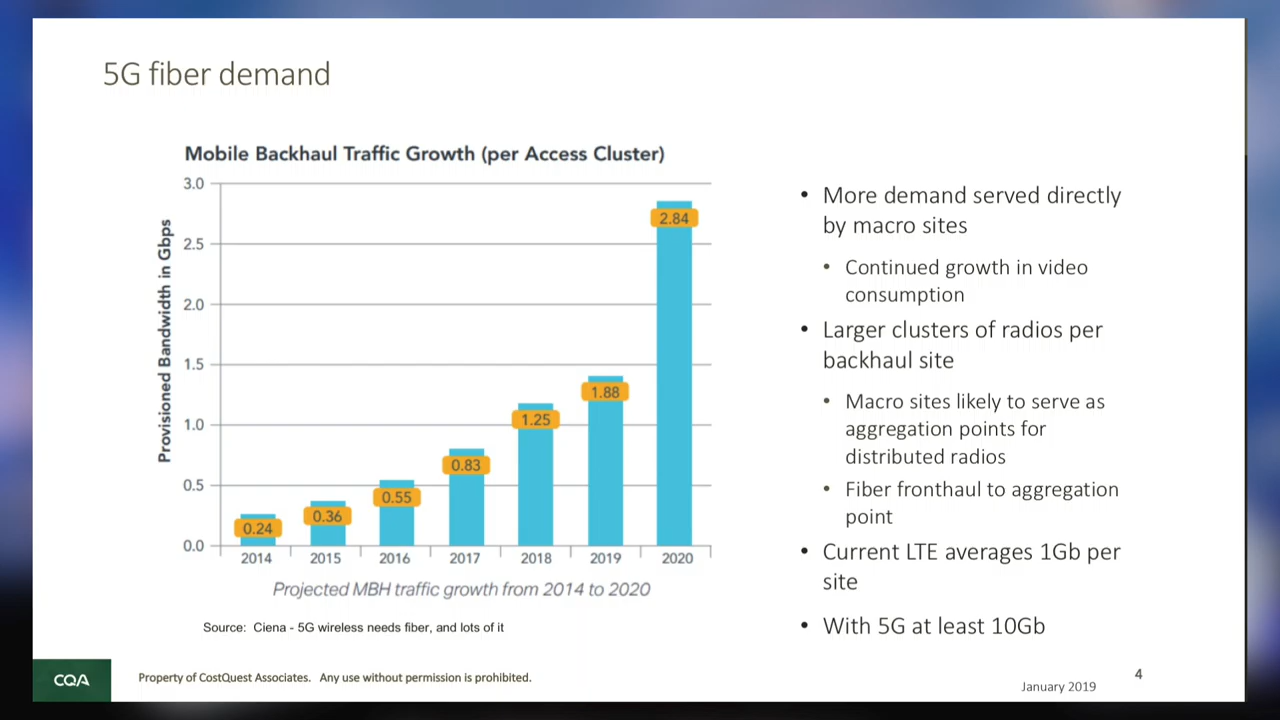 5G fiber demand
Mobile Backhaul Traffic Growth (per Access Cluster)
Provisioned Bandwidth in Gbps
3.0
2.5
2.0
1.5
1.0
0.5
0.0
0.24
0.36
0.55
0.83
1.25
1.88
2.84
2014 2015 2016 2017 2018 2019 2020
Projected MBH traffic growth from 2014 to 2020
Source: Ciena - 5G wireless needs fiber, and lots of it
• More demand served directly
by macro sites
• Continued growth in video
consumption
• Larger clusters of radios per
backhaul site
• Macro sites likely to serve as
aggregation points for
distributed radios
• Fiber fronthaul to aggregation
point
• Current LTE averages 1Gb per
site
• With 5G at least 10Gb
CQA
Property of CostQuest Associates. Any use without permission is prohibited.
January 2019
4